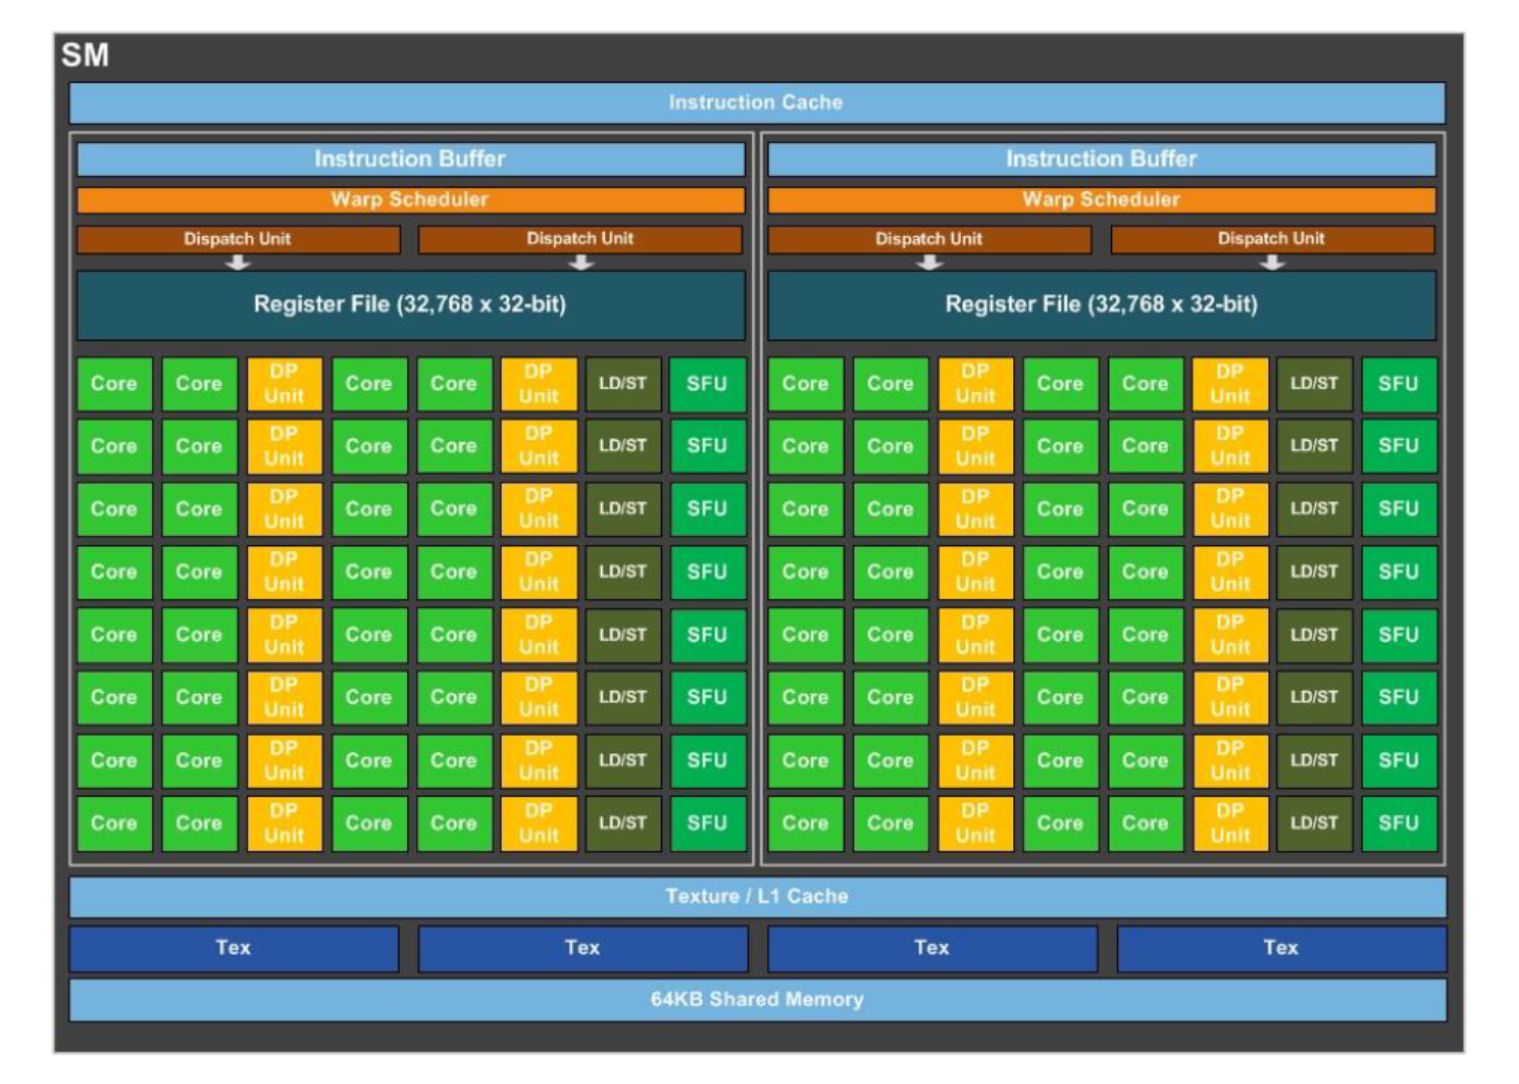 SM
Instruction Cache
Instruction Buffer Instruction Buffer
Warp Scheduler Warp Scheduler
Dispatch Unit Dispatch Unit Dispatch Unit Dispatch Unit
Register File (32,768 x 32-bit) Register File (32,768 x 32-bit)
Core Core DP Unit Core Core DP Unit LD/ST SFU Core Core DP Unit Core Core DP Unit LD/ST SFU
Core Core DP Unit Core Core DP Unit LD/ST SFU Core Core DP Unit Core Core DP Unit LD/ST SFU
Core Core DP Unit Core Core DP Unit LD/ST SFU Core Core DP Unit Core Core DP Unit LD/ST SFU
Core Core DP Unit Core Core DP Unit LD/ST SFU Core Core DP Unit Core Core DP Unit LD/ST SFU
Core Core DP Unit Core Core DP Unit LD/ST SFU Core Core DP Unit Core Core DP Unit LD/ST SFU
Core Core DP Unit Core Core DP Unit LD/ST SFU Core Core DP Unit Core Core DP Unit LD/ST SFU
Core Core DP Unit Core Core DP Unit LD/ST SFU Core Core DP Unit Core Core DP Unit LD/ST SFU
Core Core DP Unit Core Core DP Unit LD/ST SFU Core Core DP Unit Core Core DP Unit LD/ST SFU
Texture / L1 Cache
Tex Tex Tex Tex
64KB Shared Memory